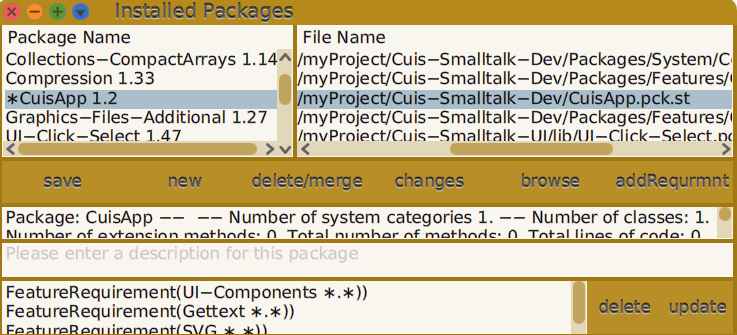 Installed Packages
Package Name
File Name
Collections−CompactArrays 1.14
/myProject/Cuis−Smalltalk−Dev/Packages/System/C
Compression 1.33
/myProject/Cuis−Smalltalk−Dev/Packages/Features/
∗CuisApp 1.2
/myProject/Cuis−Smalltalk−Dev/CuisApp.pck.st
Graphics−Files−Additional 1.27
/myProject/Cuis−Smalltalk−Dev/Packages/Features/
UI−Click−Select 1.47
/myProject/Cuis−Smalltalk−UI/lib/UI−Click−Select.pc
save new delete/merge changes browse addRequrmnt
Package: CuisApp −− −− Number of system categories 1. −− Number of classes: 1.
Number of extension methods: 0. Total number of methods: 0. Total lines of code: 0
Please enter a description for this package
FeatureRequirement(UI−Components ∗.∗))
FeatureRequirement(Gettext ∗.∗))
FeatureRequirement(SVG ∗.∗))
delete update